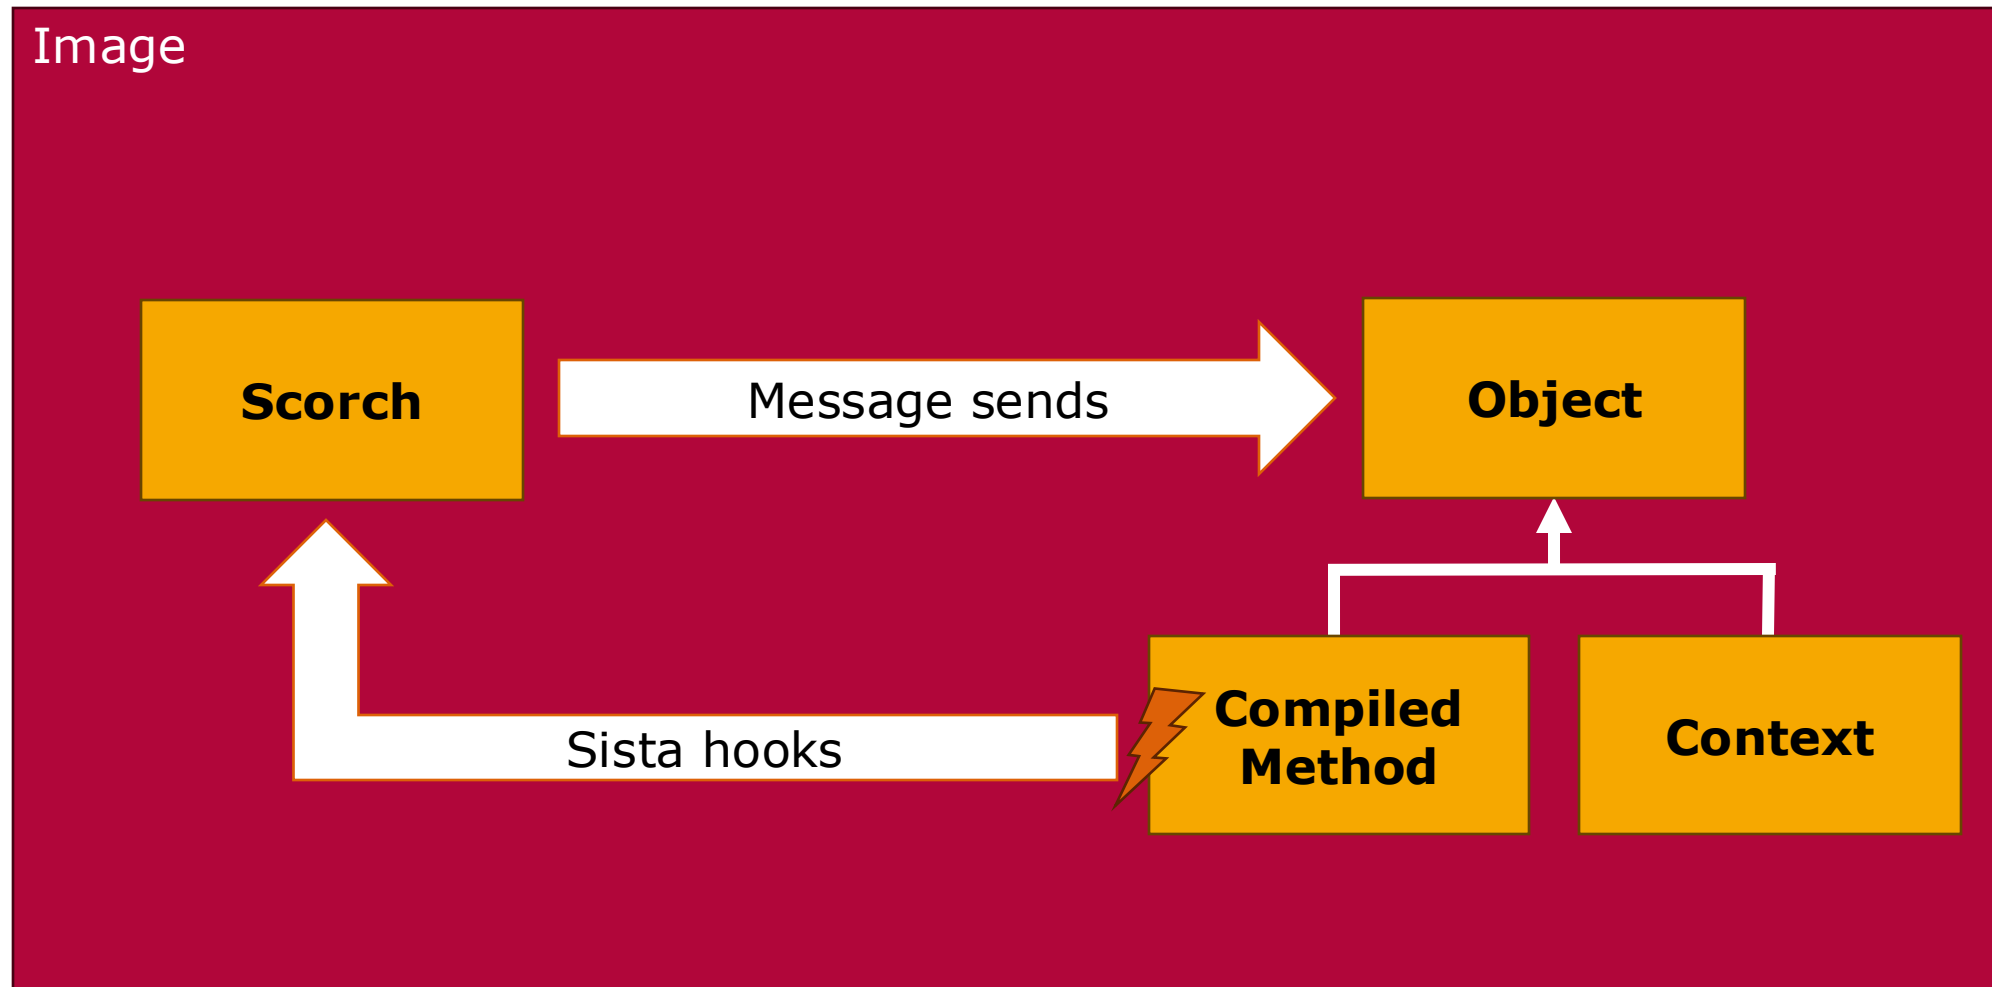 Image
Scorch
Message sends
Object
Sista hooks
Compiled
Method
Context